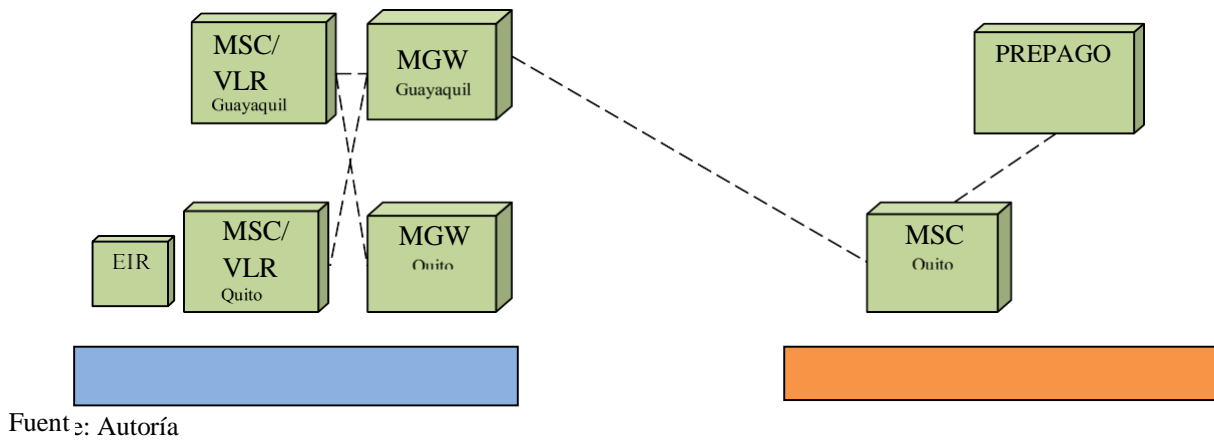 MSC/
VLR
Guayaquil
MGW
Guayaquil
PREPAGO
EIR
MSC/
VLR
Quito
MGW
Quito
MSC
Quito
Fuente: Autoría